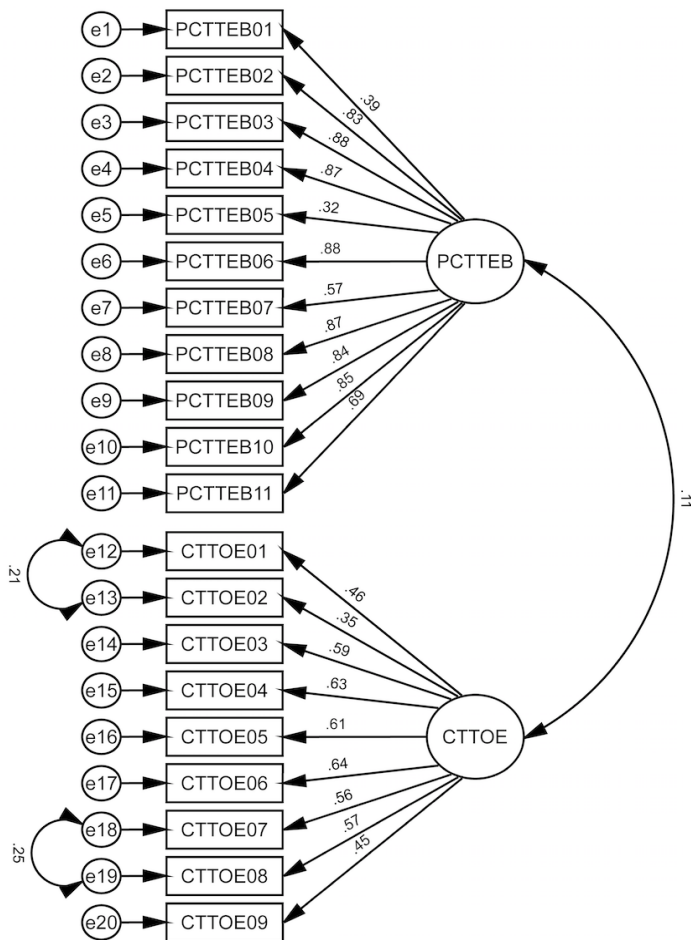 e1 PCTTEB01
.39
e2 PCTTEB02
.83
e3 PCTTEB03
.88
e4 PCTTEB04
.87
e5 PCTTEB05
.32
e6 PCTTEB06
.88
PCTTEB
e7 PCTTEB07
.57
e8 PCTTEB08
.87
e9 PCTTEB09
.84
e10 PCTTEB10
.85
e11 PCTTEB11
.69
.11
e12 CTTOE01
.46
.21
e13 CTTOE02
.35
e14 CTTOE03
.59
e15 CTTOE04
.63
e16 CTTOE05
.61
CTTOE
e17 CTTOE06
.64
e18 CTTOE07
.56
.25
e19 CTTOE08
.57
e20 CTTOE09
.45